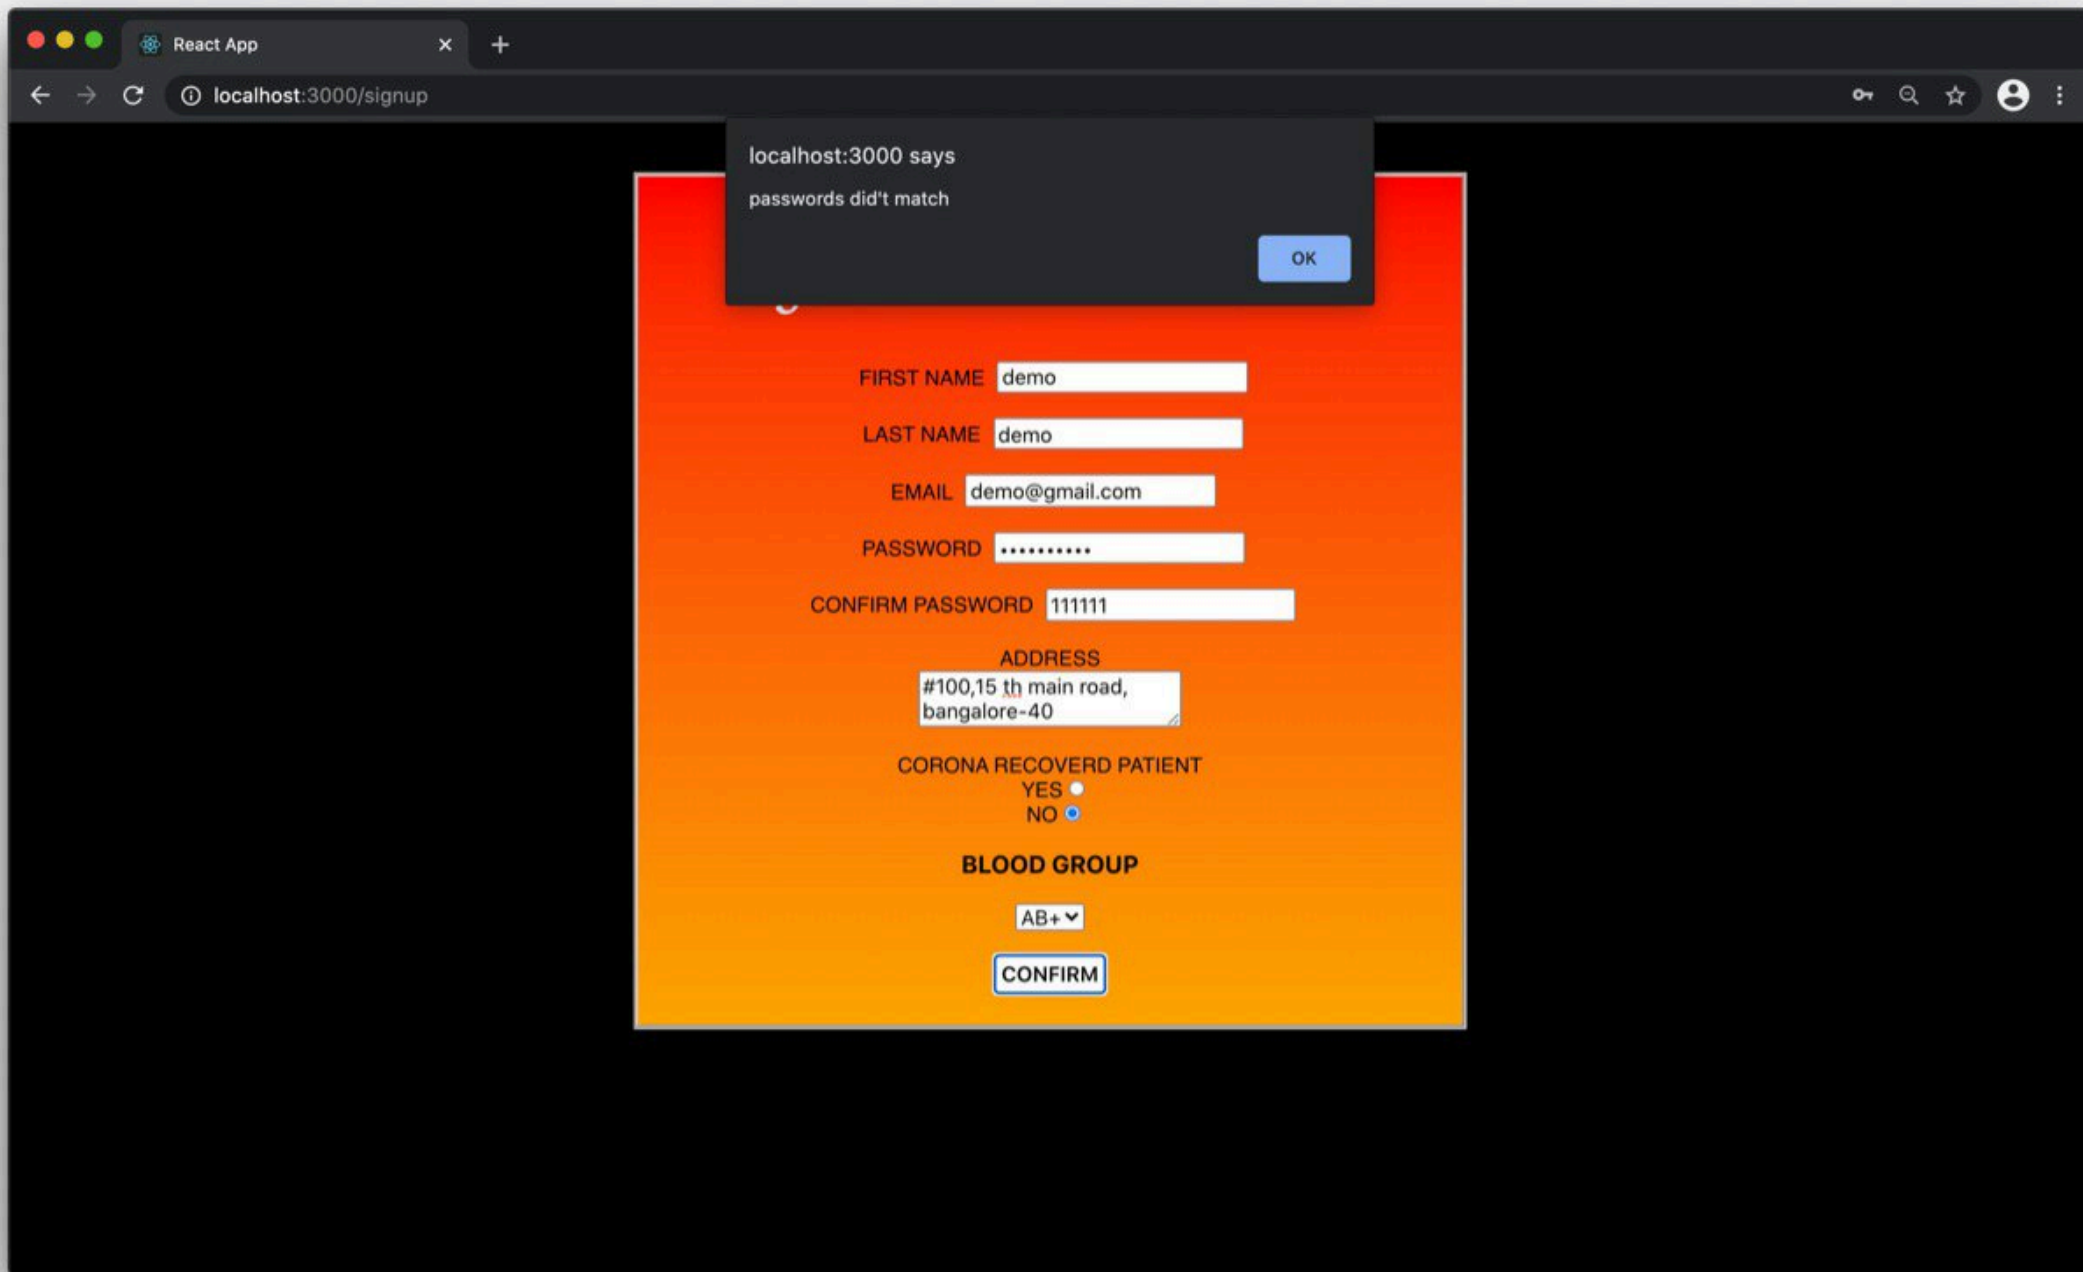 React App
localhost:3000/signup
localhost:3000 says
passwords did't match
OK
FIRST NAME demo
LAST NAME demo
EMAIL demo@gmail.com
PASSWORD ••••••••••
CONFIRM PASSWORD 111111
ADDRESS
#100,15 th main road,
bangalore-40
CORONA RECOVERD PATIENT
YES
NO
BLOOD GROUP
AB+
CONFIRM